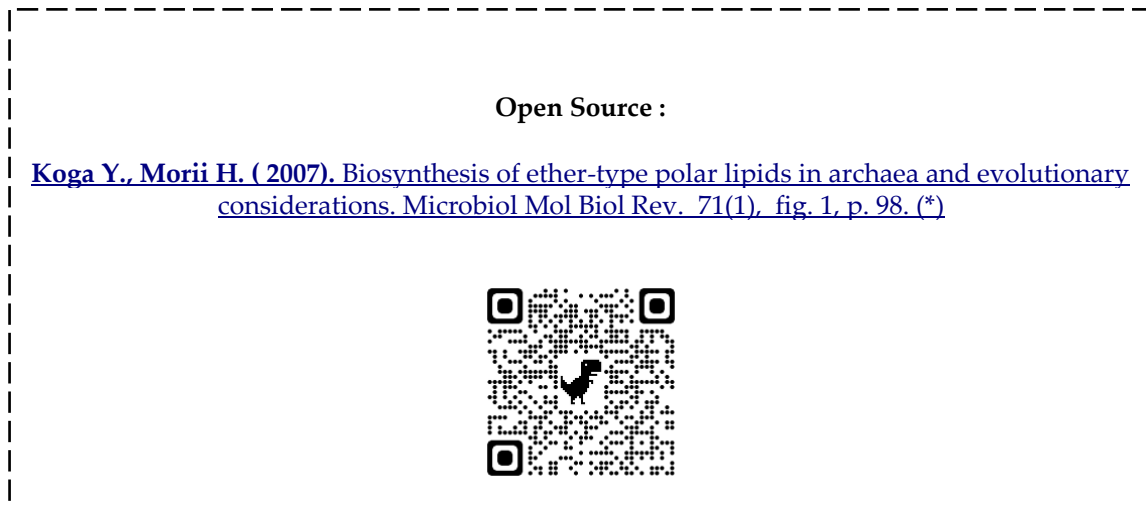 Open Source :
Koga Y., Morii H. ( 2007). Biosynthesis of ether-type polar lipids in archaea and evolutionary
considerations. Microbiol Mol Biol Rev.  71(1),  fig. 1, p. 98. (*)